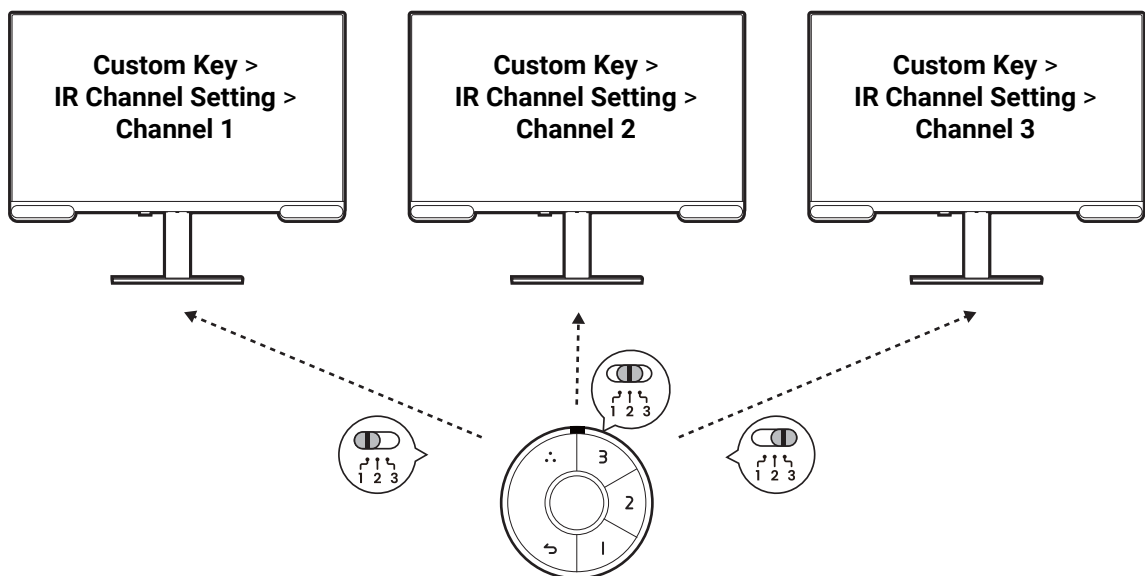 Custom Key >
IR Channel Setting >
Channel 1
Custom Key >
IR Channel Setting >
Channel 2
Custom Key >
IR Channel Setting >
Channel 3
1 2 3
1 2 3
1 2 3
3
2
1